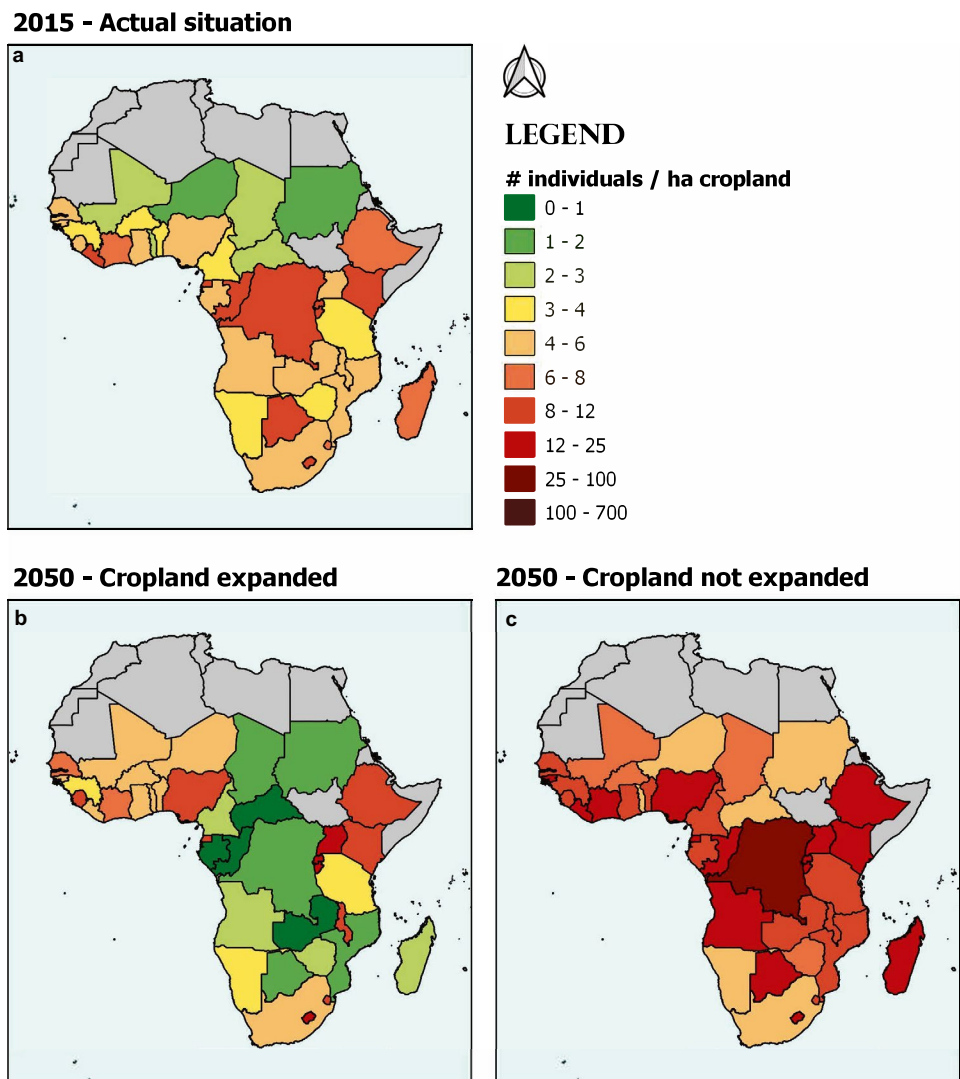 2015 - Actual situation
a
LEGEND
# individuals / ha cropland
0 - 1
1 - 2
2 - 3
3 - 4
4 - 6
6 - 8
8 - 12
12 - 25
25 - 100
100 - 700
2050 - Cropland expanded
2050 - Cropland not expanded
b
c